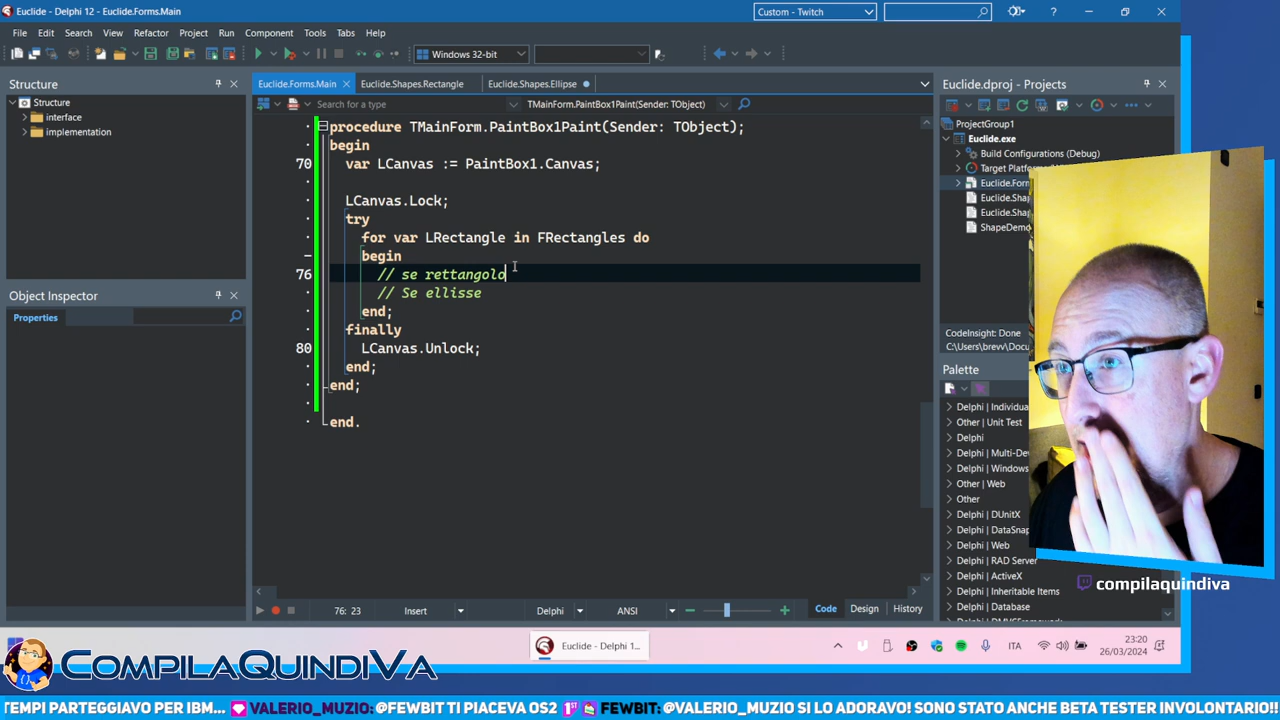 Euclide - Delphi 12 - Euclide.Forms.Main
Custom - Twitch
?
File Edit Search View Refactor Project Run Component Tools Tabs Help
Windows 32-bit
Structure
Structure
interface
implementation
Object Inspector
Properties
Euclide.Forms.Main Euclide.Shapes.Rectangle Euclide.Shapes.Ellipse
Search for a type
TMainForm.PaintBox1Paint(Sender: TObject)
procedure TMainForm.PaintBox1Paint(Sender: TObject);
begin
70 var LCanvas := PaintBox1.Canvas;
LCanvas.Lock;
try
for var LRectangle in FRectangles do
begin
76 // se rettangolo
// Se ellisse
end;
finally
80 LCanvas.Unlock;
end;
end;
end.
76: 23 Insert Delphi ANSI Code Design History
Euclide.dproj - Projects
ProjectGroup1
Euclide.exe
Build Configurations (Debug)
Target Platfor
Euclide.Forn
Euclide.Sha
Euclide.Sha
ShapeDemo
CodeInsight: Done
C:\Users\brevv\Docu
Palette
Delphi | Individua
Other | Unit Test
Delphi
Delphi | Multi-De
Delphi | Windows
Other | Web
Other
Delphi | DUnitX
Delphi | DataSnap
Delphi | Web
Delphi | RAD Server
Delphi | ActiveX
Delphi | Inheritable Items
Delphi | Database
compilaquindiva
Euclide - Delphi 1...
ITA
23:20
26/03/2024
COMPILAQUINDIVA
TEMPI PARTEGGIAVO PER IBM... VALERIO_MUZIO: @FEWBIT TI PIACEVA OS2 1ST FEWBIT: @VALERIO_MUZIO SI LO ADORAVO! SONO STATO ANCHE BETA TESTER INVOLONTARIO!!